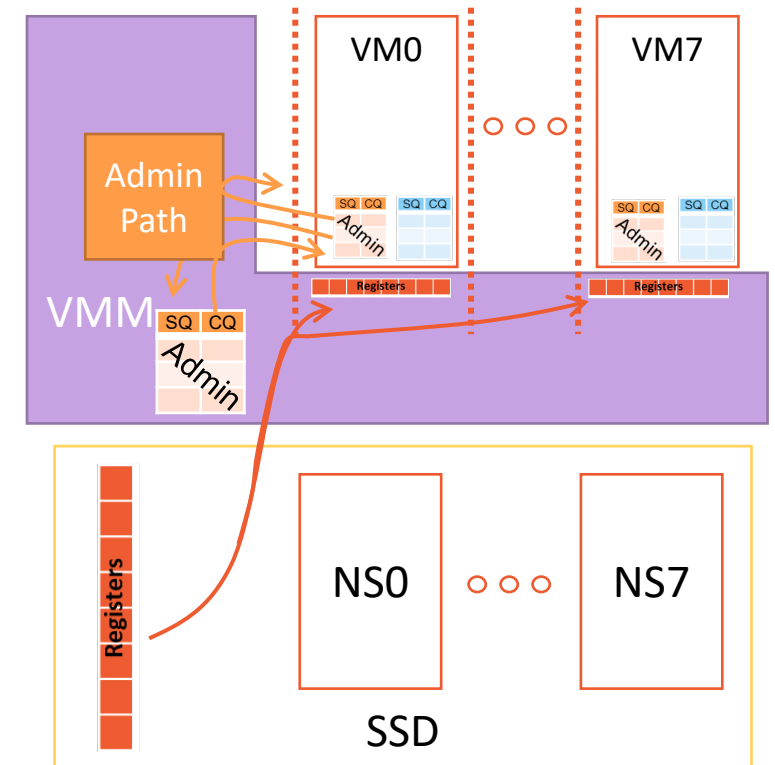 VM0
VM7
Admin
Path
SQ CQ
Admin
SQ CQ
SQ CQ
Admin
SQ CQ
Registers
Registers
VMM
SQ CQ
Admin
Registers
NS0
NS7
SSD